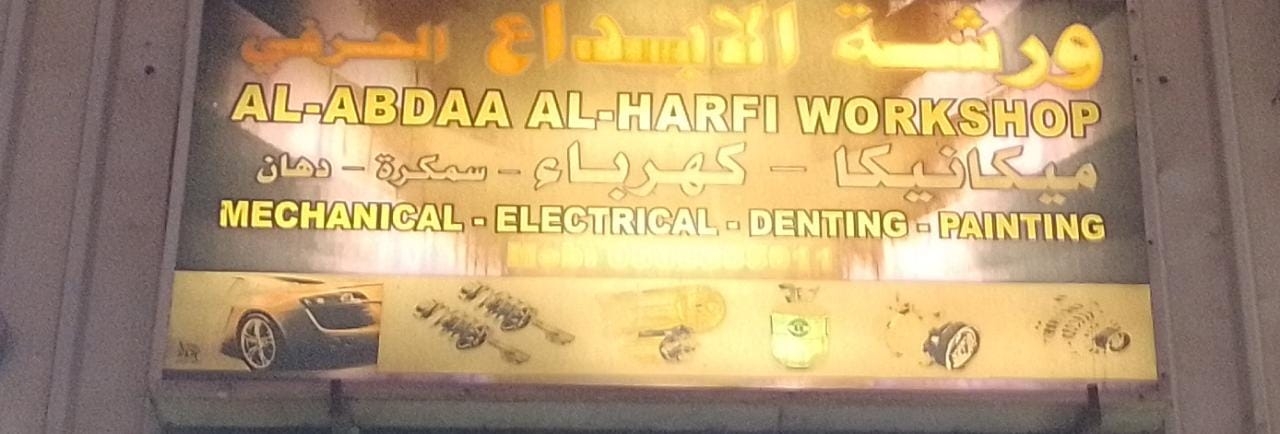 ورشة الابداع الحرفي
AL-ABDAA AL-HARFI WORKSHOP
ميكانيكا - كهرباء - سمكرة - دهان
MECHANICAL - ELECTRICAL - DENTING - PAINTING